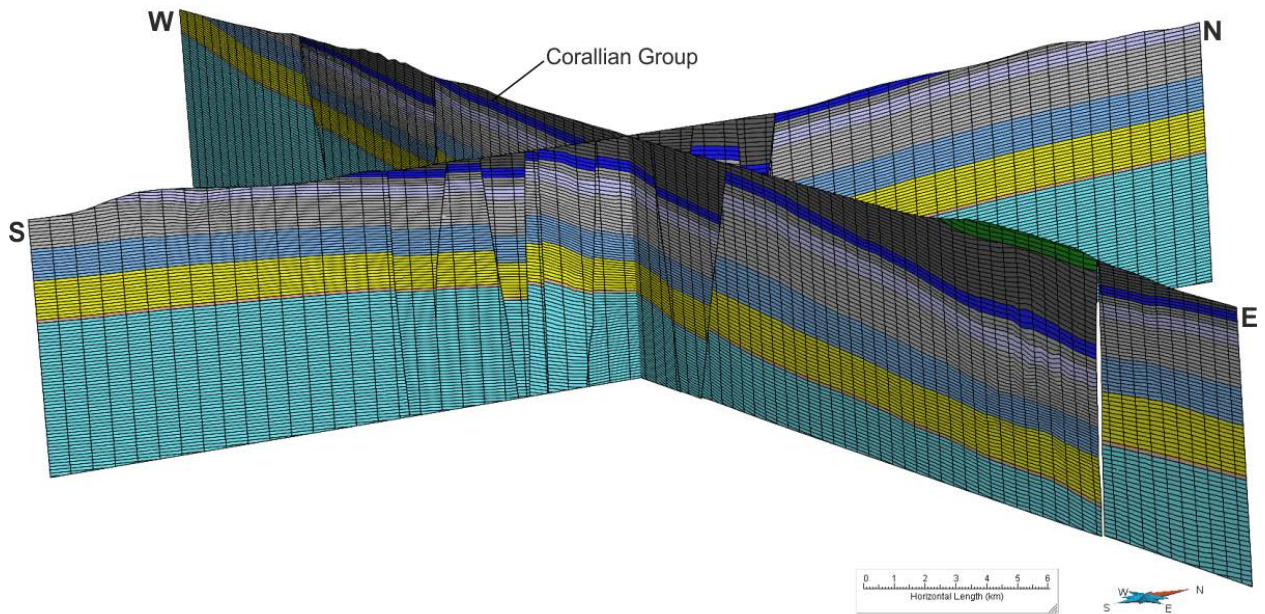 W
N
Corallian Group
S
E
0 1 2 3 4 5 6
Horizontal Length (km)
W N
S E